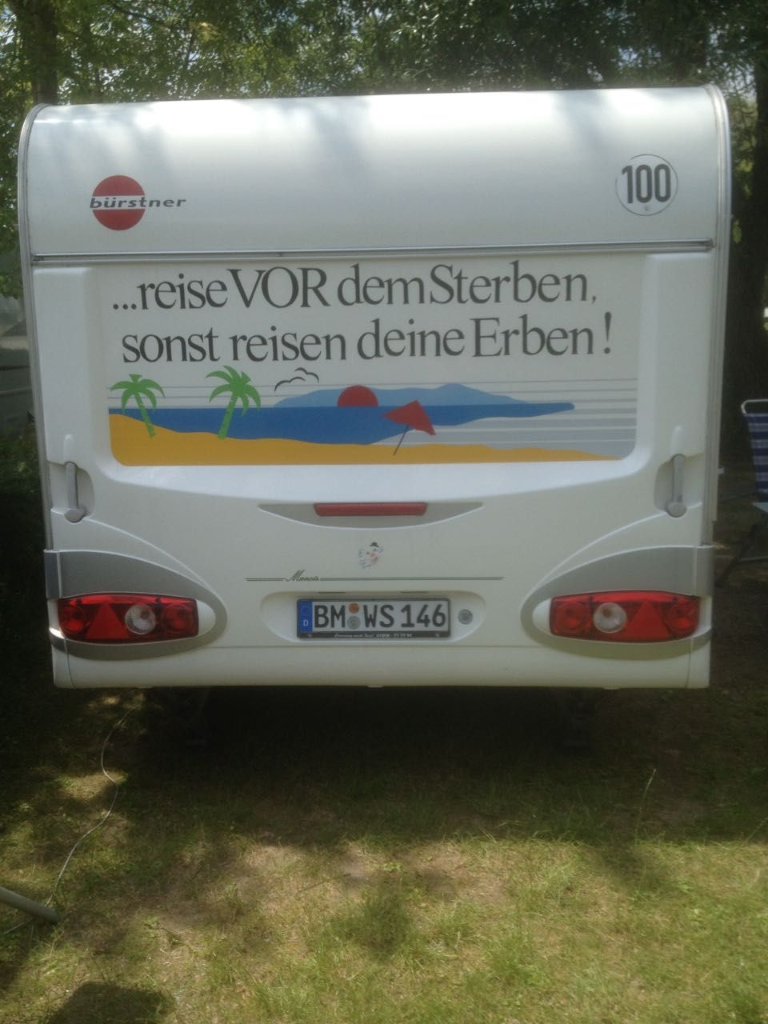 bürstner
100
...reise VOR dem Sterben,
sonst reisen deine Erben!
D
BM WS 146